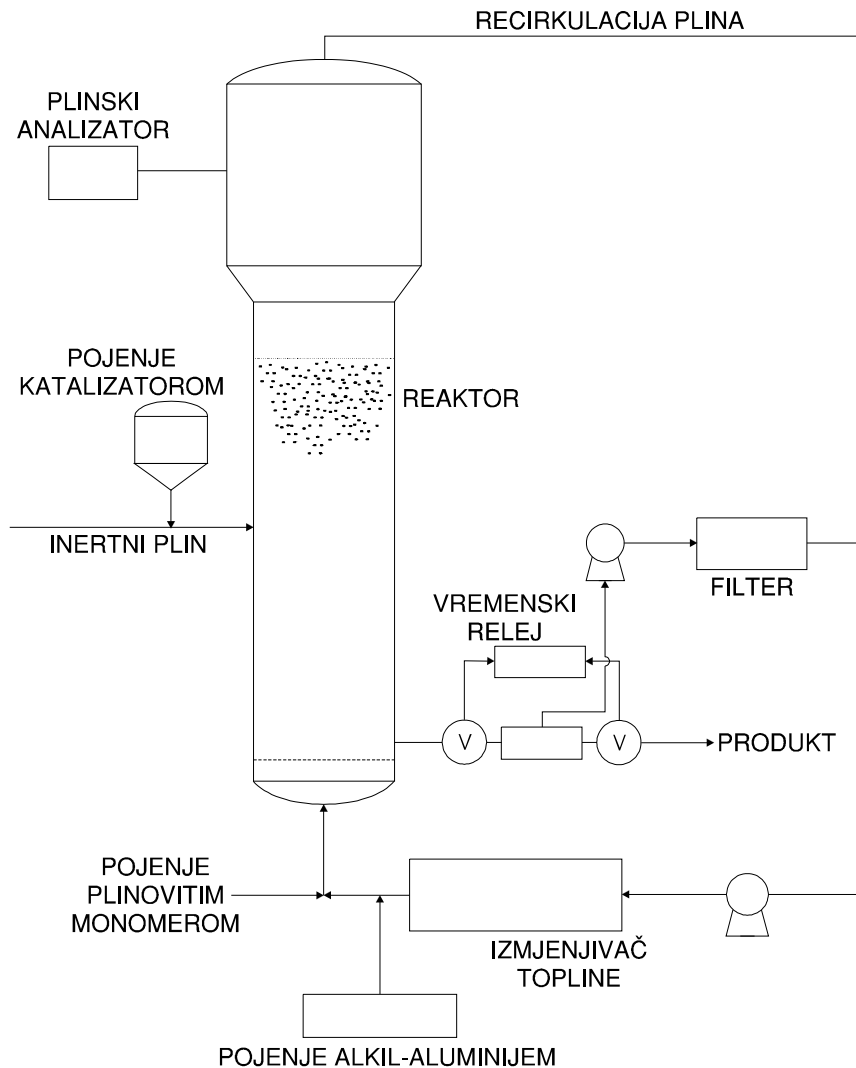 RECIRKULACIJA PLINA
PLINSKI
ANALIZATOR
POJENJE
KATALIZATOROM
REAKTOR
INERTNI PLIN
FILTER
VREMENSKI
RELEJ
V
V
PRODUKT
POJENJE
PLINOVITIM
MONOMEROM
IZMJENJIVAČ
TOPLINE
POJENJE ALKIL-ALUMINIJEM